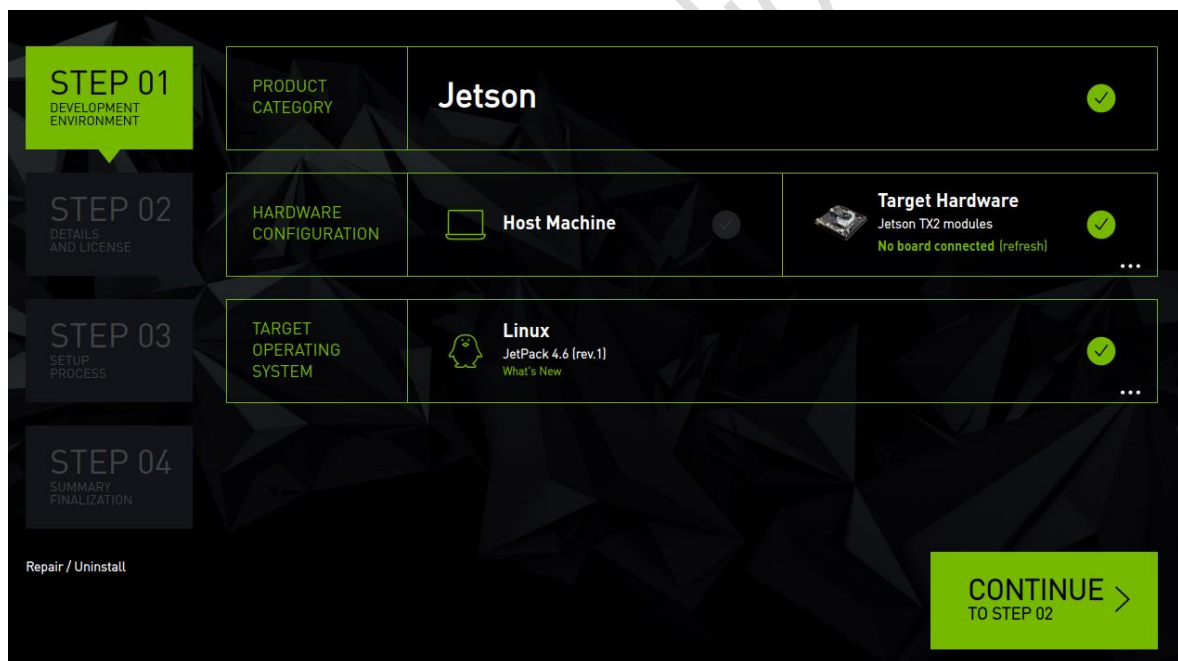 STEP 01
DEVELOPMENT
ENVIRONMENT
PRODUCT
CATEGORY
Jetson
STEP 02
DETAILS
AND LICENSE
HARDWARE
CONFIGURATION
Host Machine
Target Hardware
Jetson TX2 modules
No board connected (refresh)
...
STEP 03
SETUP
PROCESS
TARGET
OPERATING
SYSTEM
Linux
JetPack 4.6 (rev.1)
What's New
...
STEP 04
SUMMARY
FINALIZATION
Repair / Uninstall
CONTINUE >
TO STEP 02